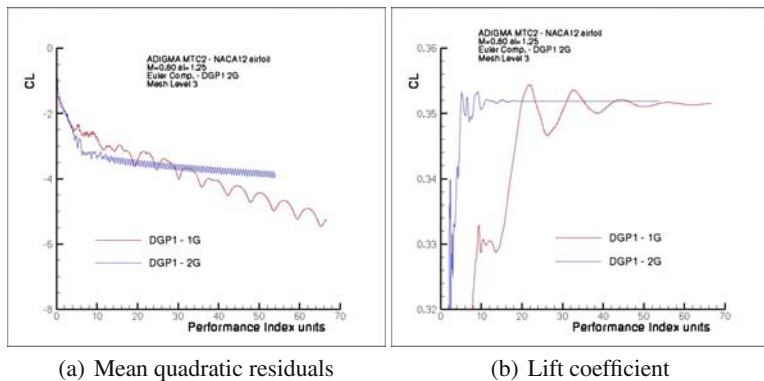 0
-2
-4
-6
-8
CL
0 10 20 30 40 50 60 70
Performance Index units
ADIGMA MTC2 - NACA12 airfoil
M=0.80 al=1.25
Euler Comp. - DGP1 2G
Mesh Level 3
DGP1 - 1G
DGP1 - 2G
(a) Mean quadratic residuals
0.36
0.35
0.34
0.33
0.32
CL
0 10 20 30 40 50 60 70
Performance Index units
ADIGMA MTC2 - NACA12 airfoil
M=0.80 al=1.25
Euler Comp. - DGP1 2G
Mesh Level 3
DGP1 - 1G
DGP1 - 2G
(b) Lift coefficient